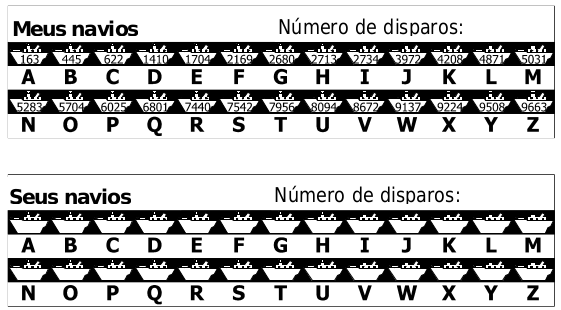 Meus navios Número de disparos:
163 445 622 1410 1704 2169 2680 2713 2734 3972 4208 4871 5031
A B C D E F G H I J K L M
5283 5704 6025 6801 7440 7542 7956 8094 8672 9137 9224 9508 9663
N O P Q R S T U V W X Y Z
Seus navios Número de disparos:
A B C D E F G H I J K L M
N O P Q R S T U V W X Y Z